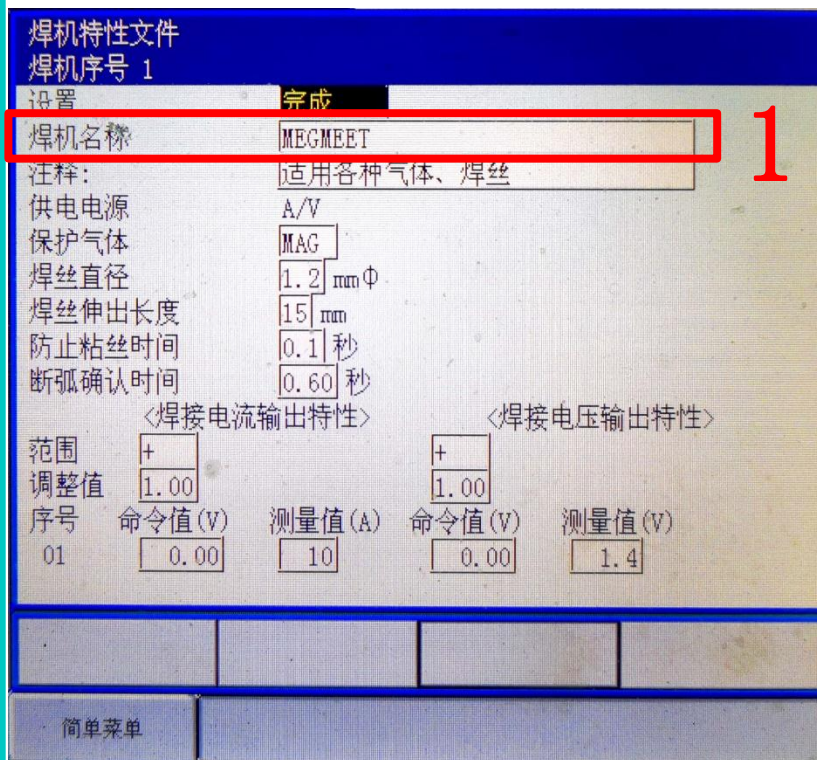 焊机特性文件
焊机序号 1
设置 完成
焊机名称 MEGMEET 1
注释: 适用各种气体、焊丝
供电电源 A/V
保护气体 MAG
焊丝直径 1.2 mmΦ
焊丝伸出长度 15 mm
防止粘丝时间 0.1 秒
断弧确认时间 0.60 秒
<焊接电流输出特性> <焊接电压输出特性>
范围 + +
调整值 1.00 1.00
序号 命令值(V) 测量值(A) 命令值(V) 测量值(V)
01 0.00 10 0.00 1.4
简单菜单